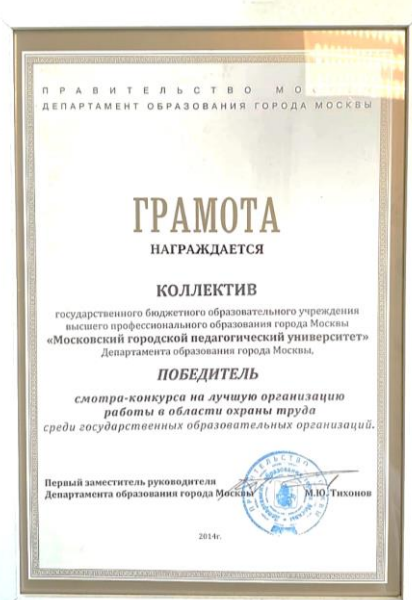 ПРАВИТЕЛЬСТВО
ДЕПАРТАМЕНТ ОБРАЗОВАНИЯ ГОРОДА МОСКВЫ
ГРАМОТА
НАГРАЖДАЕТСЯ
КОЛЛЕКТИВ
государственного бюджетного образовательного учреждения
высшего профессионального образования города Москвы
«Московский городской педагогический университет»
Департамента образования города Москвы,
ПОБЕДИТЕЛЬ
смотра-конкурса на лучшую организацию
работы в области охраны труда
среди государственных образовательных организаций.
Первый заместитель руководителя
Департамента образования города Москвы М.Ю. Тихонов
2014г.